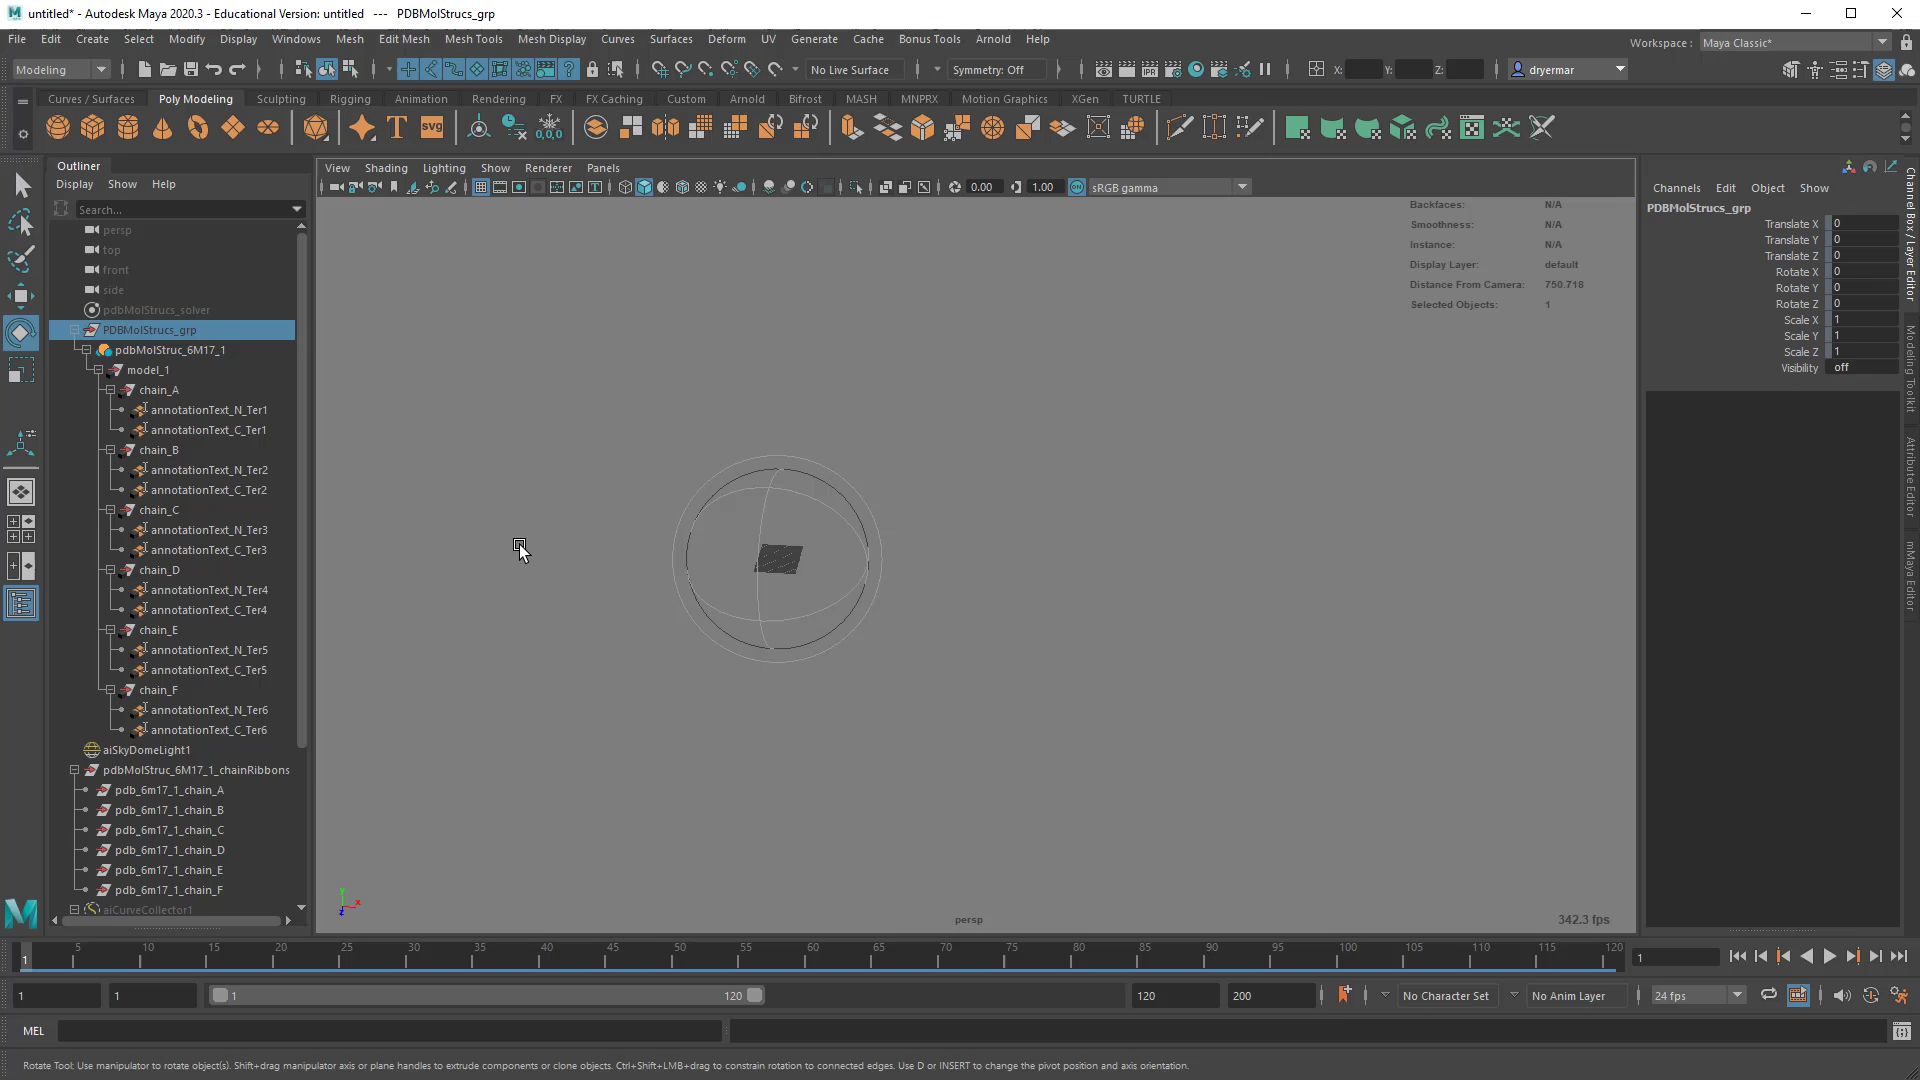 untitled* - Autodesk Maya 2020.3 - Educational Version: untitled   ---   PDBMolStrucs_grp
File Edit Create Select Modify Display Windows Mesh Edit Mesh Mesh Tools Mesh Display Curves Surfaces Deform UV Generate Cache Bonus Tools Arnold Help
Workspace : Maya Classic*
Modeling No Live Surface Symmetry: Off X: Y: Z: dryermar
Curves / Surfaces Poly Modeling Sculpting Rigging Animation Rendering FX FX Caching Custom Arnold Bifrost MASH MNPRX Motion Graphics XGen TURTLE
Outliner
Display Show Help
Search...
persp
top
front
side
pdbMolStrucs_solver
PDBMolStrucs_grp
pdbMolStruc_6M17_1
model_1
chain_A
annotationText_N_Ter1
annotationText_C_Ter1
chain_B
annotationText_N_Ter2
annotationText_C_Ter2
chain_C
annotationText_N_Ter3
annotationText_C_Ter3
chain_D
annotationText_N_Ter4
annotationText_C_Ter4
chain_E
annotationText_N_Ter5
annotationText_C_Ter5
chain_F
annotationText_N_Ter6
annotationText_C_Ter6
aiSkyDomeLight1
pdbMolStruc_6M17_1_chainRibbons
pdb_6m17_1_chain_A
pdb_6m17_1_chain_B
pdb_6m17_1_chain_C
pdb_6m17_1_chain_D
pdb_6m17_1_chain_E
pdb_6m17_1_chain_F
aiCurveCollector1
View Shading Lighting Show Renderer Panels
0.00 1.00 sRGB gamma
Backfaces: N/A
Smoothness: N/A
Instance: N/A
Display Layer: default
Distance From Camera: 750.718
Selected Objects: 1
persp
342.3 fps
Channels Edit Object Show
PDBMolStrucs_grp
Translate X 0
Translate Y 0
Translate Z 0
Rotate X 0
Rotate Y 0
Rotate Z 0
Scale X 1
Scale Y 1
Scale Z 1
Visibility off
Channel Box / Layer Editor
Modeling Toolkit
Attribute Editor
mMaya Editor
5 10 15 20 25 30 35 40 45 50 55 60 65 70 75 80 85 90 95 100 105 110 115 120
1 1
1 1 1 120 120 200 No Character Set No Anim Layer 24 fps
MEL
Rotate Tool: Use manipulator to rotate object(s). Shift+drag manipulator axis or plane handles to extrude components or clone objects. Ctrl+Shift+LMB+drag to constrain rotation to connected edges. Use D or INSERT to change the pivot position and axis orientation.